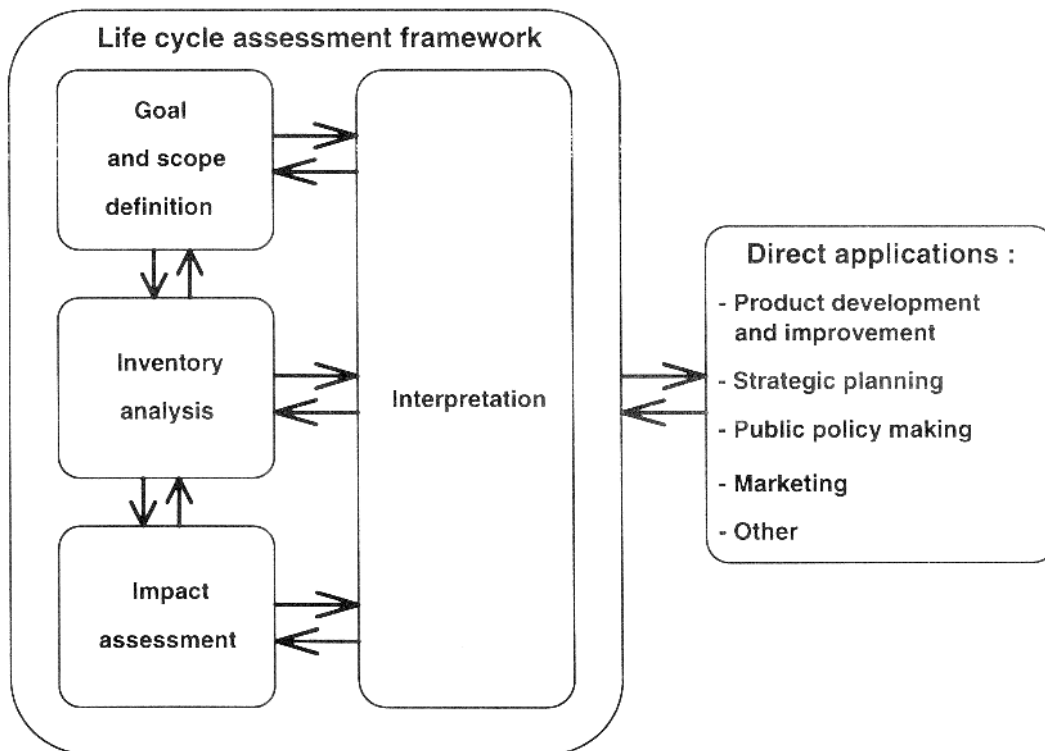 Life cycle assessment framework
Goal
and scope
definition
Inventory
analysis
Impact
assessment
Interpretation
Direct applications :
- Product development
and improvement
- Strategic planning
- Public policy making
- Marketing
- Other